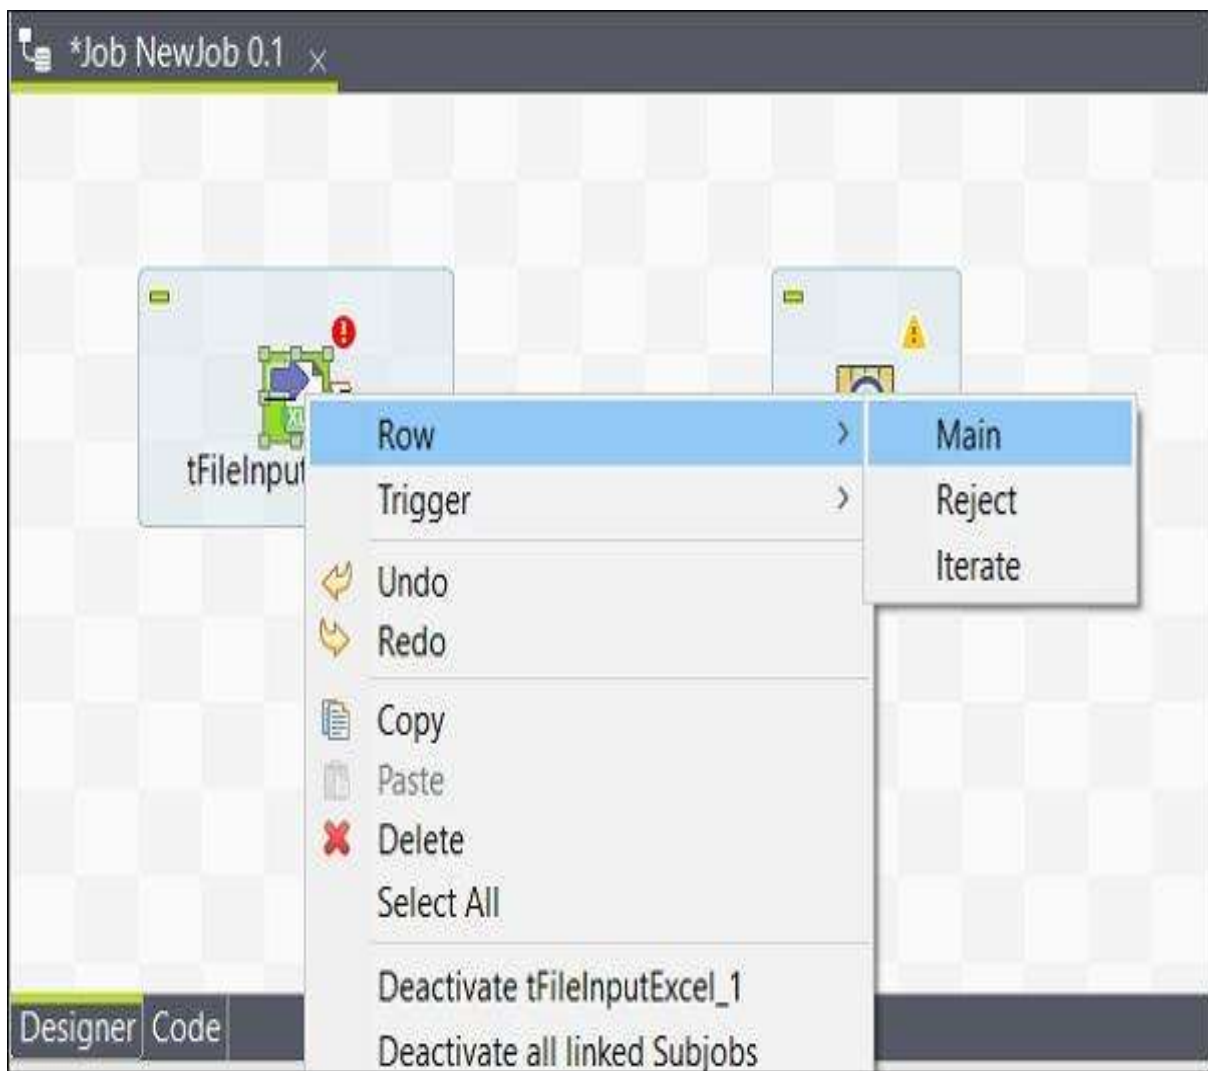 *Job NewJob 0.1
tFileInput
Row
Main
Trigger
Reject
Iterate
Undo
Redo
Copy
Paste
Delete
Select All
Deactivate tFileInputExcel_1
Deactivate all linked Subjobs
Designer Code